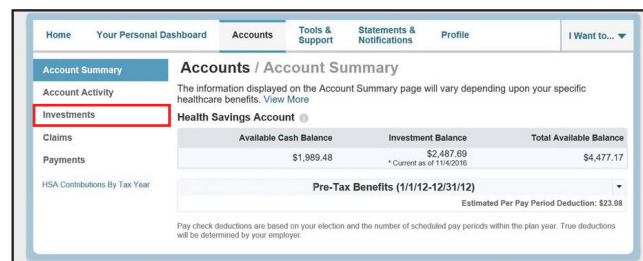 Home Your Personal Dashboard Accounts Tools & Support Statements & Notifications Profile I Want to...
Account Summary
Account Activity
Investments
Claims
Payments
HSA Contributions By Tax Year
Accounts / Account Summary
The information displayed on the Account Summary page will vary depending upon your specific
healthcare benefits. View More
Health Savings Account
Available Cash Balance Investment Balance Total Available Balance
$1,989.48 $2,487.69 $4,477.17
* Current as of 11/4/2016
Pre-Tax Benefits (1/1/12-12/31/12)
Estimated Per Pay Period Deduction: $23.08
Pay check deductions are based on your election and the number of scheduled pay periods within the plan year. True deductions
will be determined by your employer.